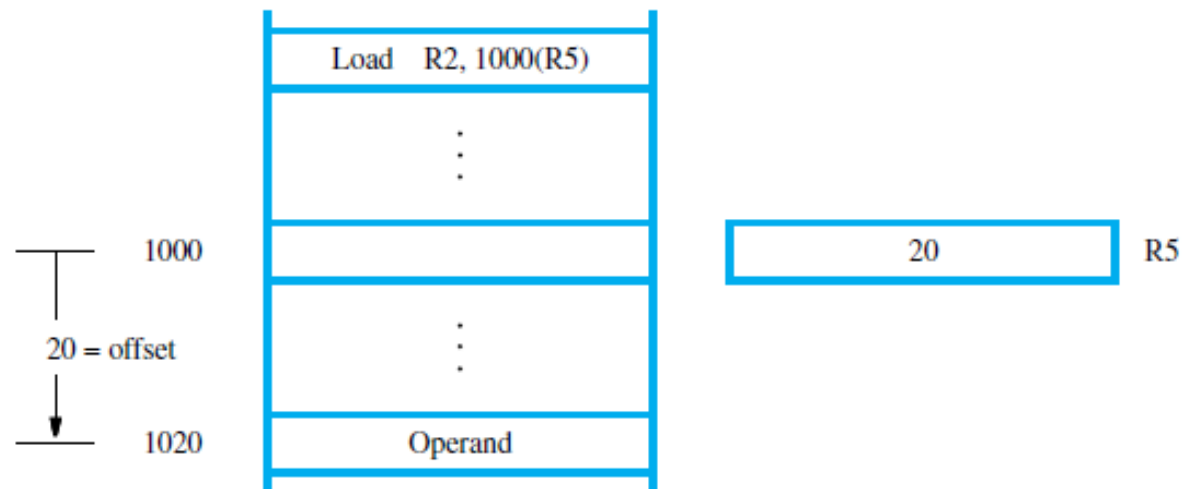 Load R2, 1000(R5)
1000
20
R5
20 = offset
1020
Operand